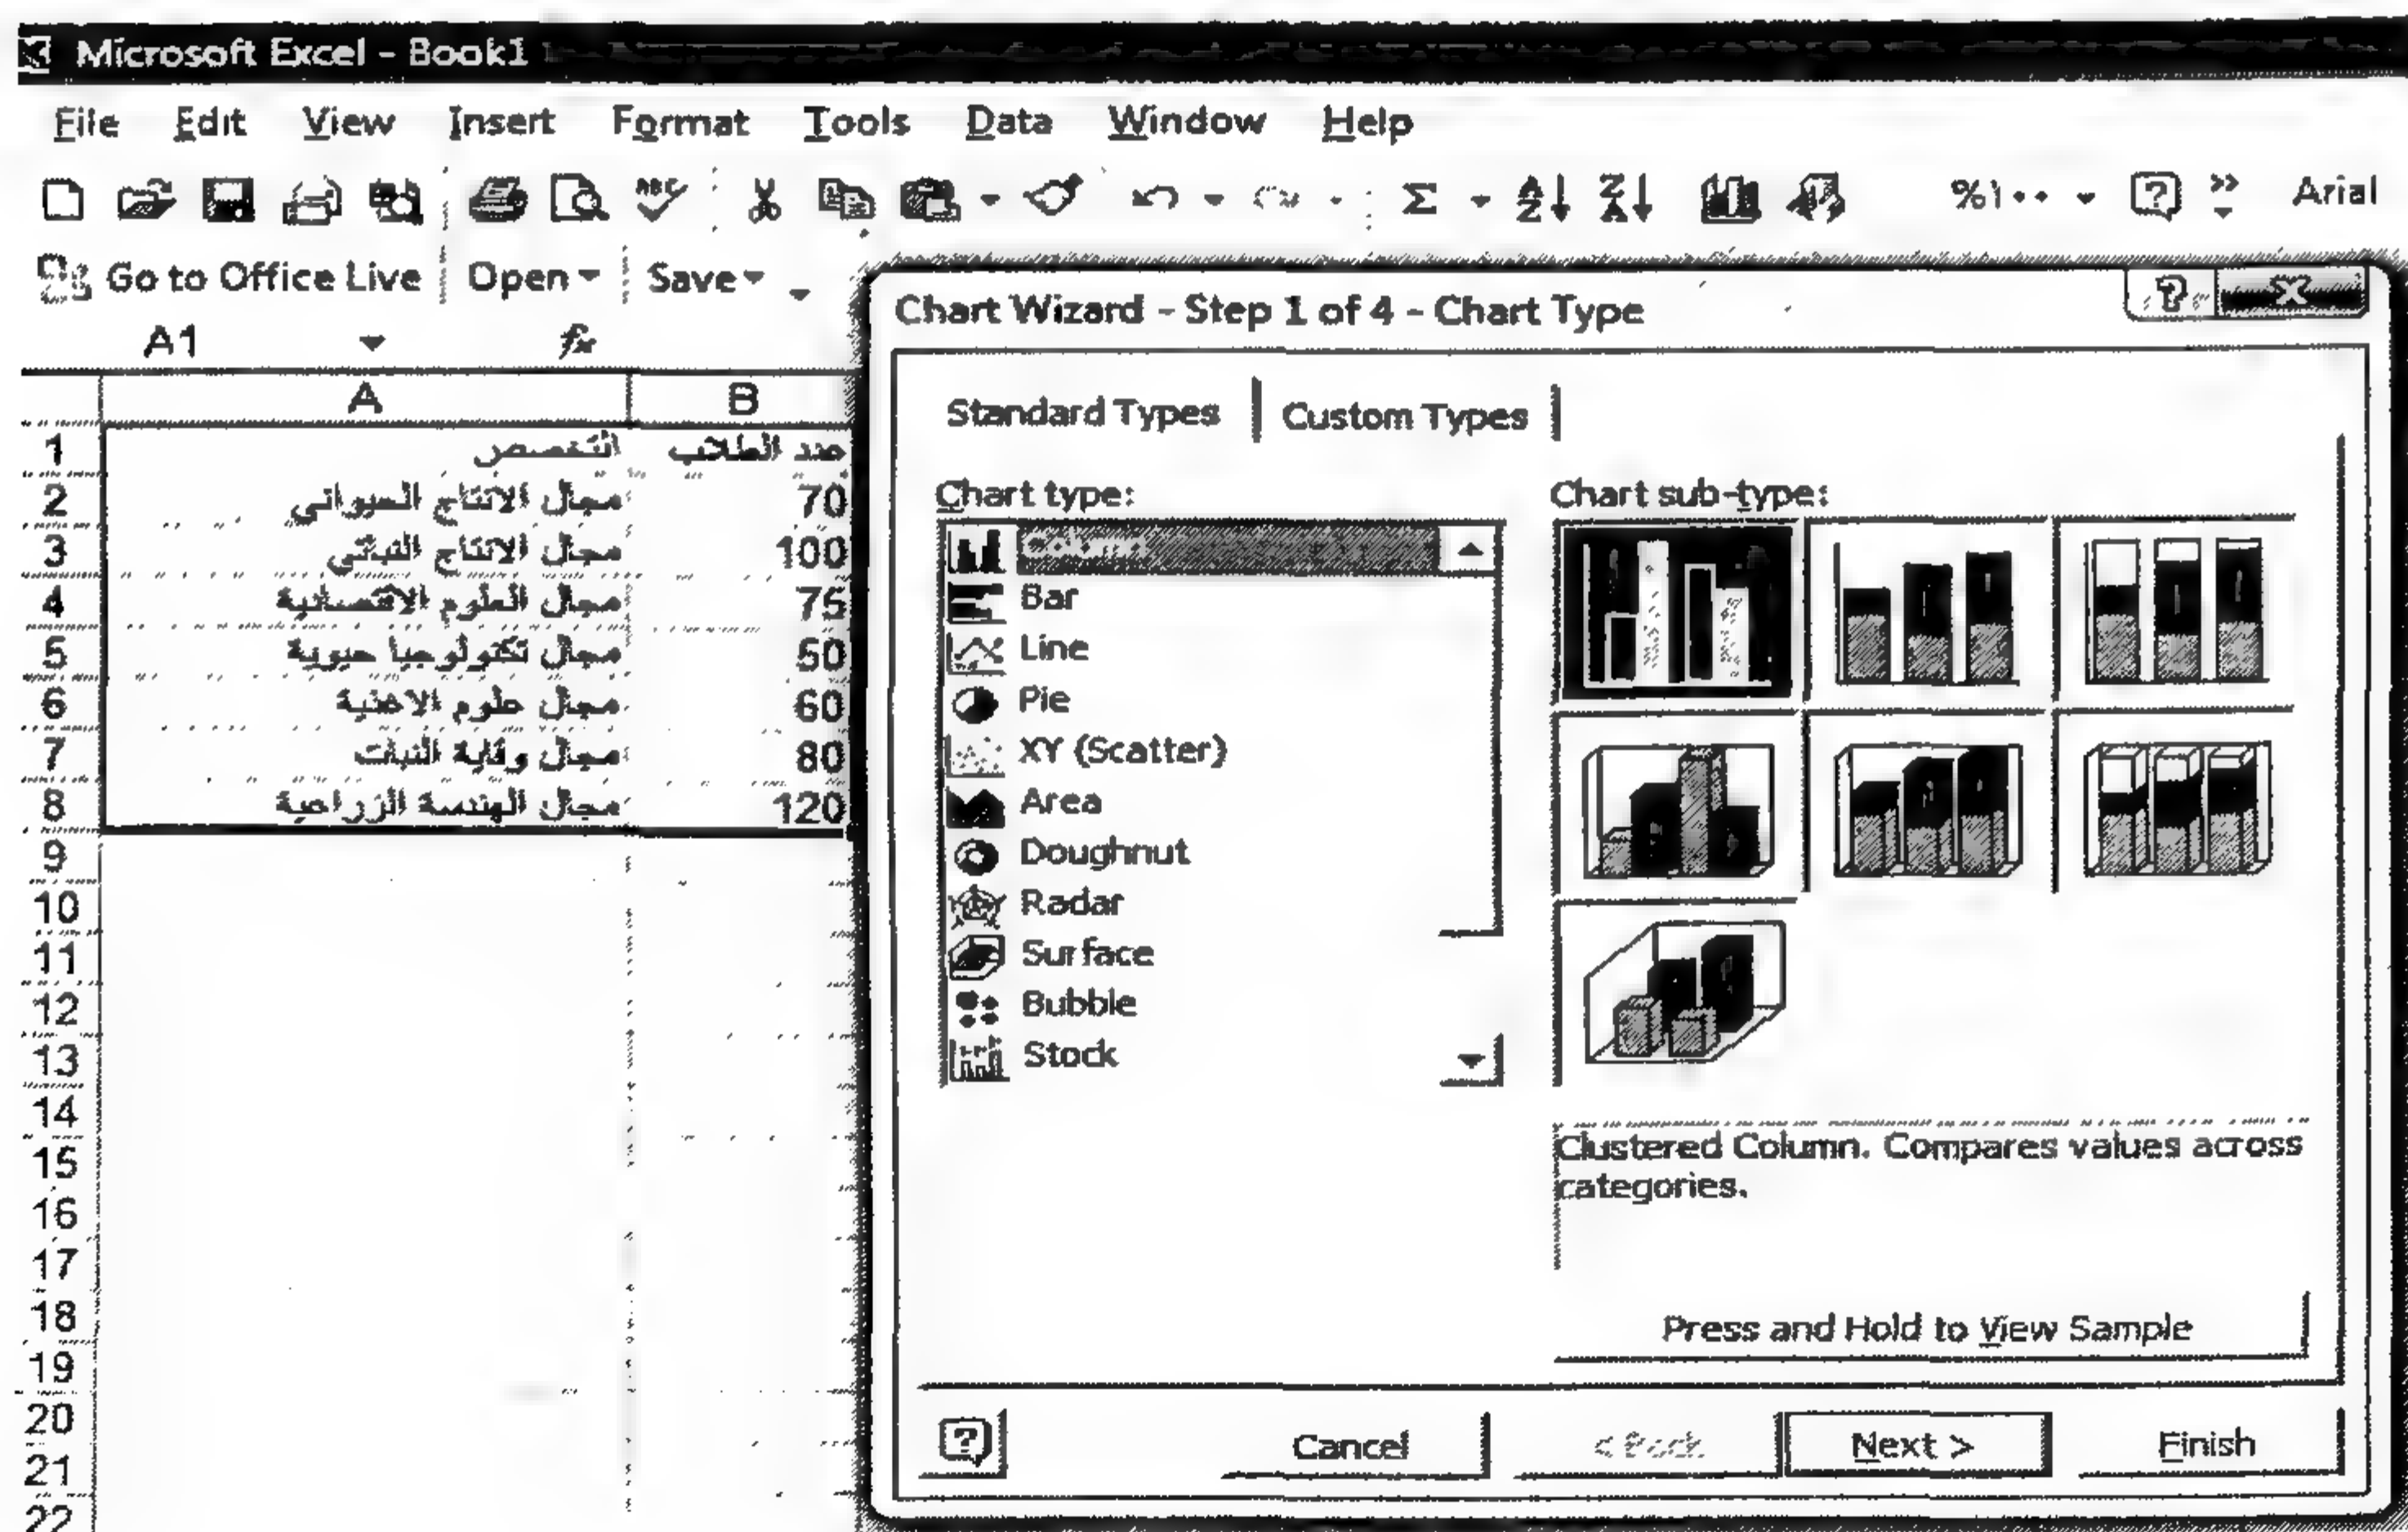 Microsoft Excel - Book1
File Edit View Insert Format Tools Data Window Help
Arial
Go to Office Live Open Save
A1 fx
A B
1 التخصص عدد الطلاب
2 مجال الانتاج الحيواني 70
3 مجال الانتاج النباتي 100
4 مجال العلوم الاقتصادية 75
5 مجال تكنولوجيا حيوية 50
6 مجال علوم الاغذية 60
7 مجال وقاية النبات 80
8 مجال الهندسة الزراعية 120
9
10
11
12
13
14
15
16
17
18
19
20
21
22
Chart Wizard - Step 1 of 4 - Chart Type
Standard Types Custom Types
Chart type:
Column
Bar
Line
Pie
XY (Scatter)
Area
Doughnut
Radar
Surface
Bubble
Stock
Chart sub-type:
Clustered Column. Compares values across
categories.
Press and Hold to View Sample
Cancel < Back Next > Finish